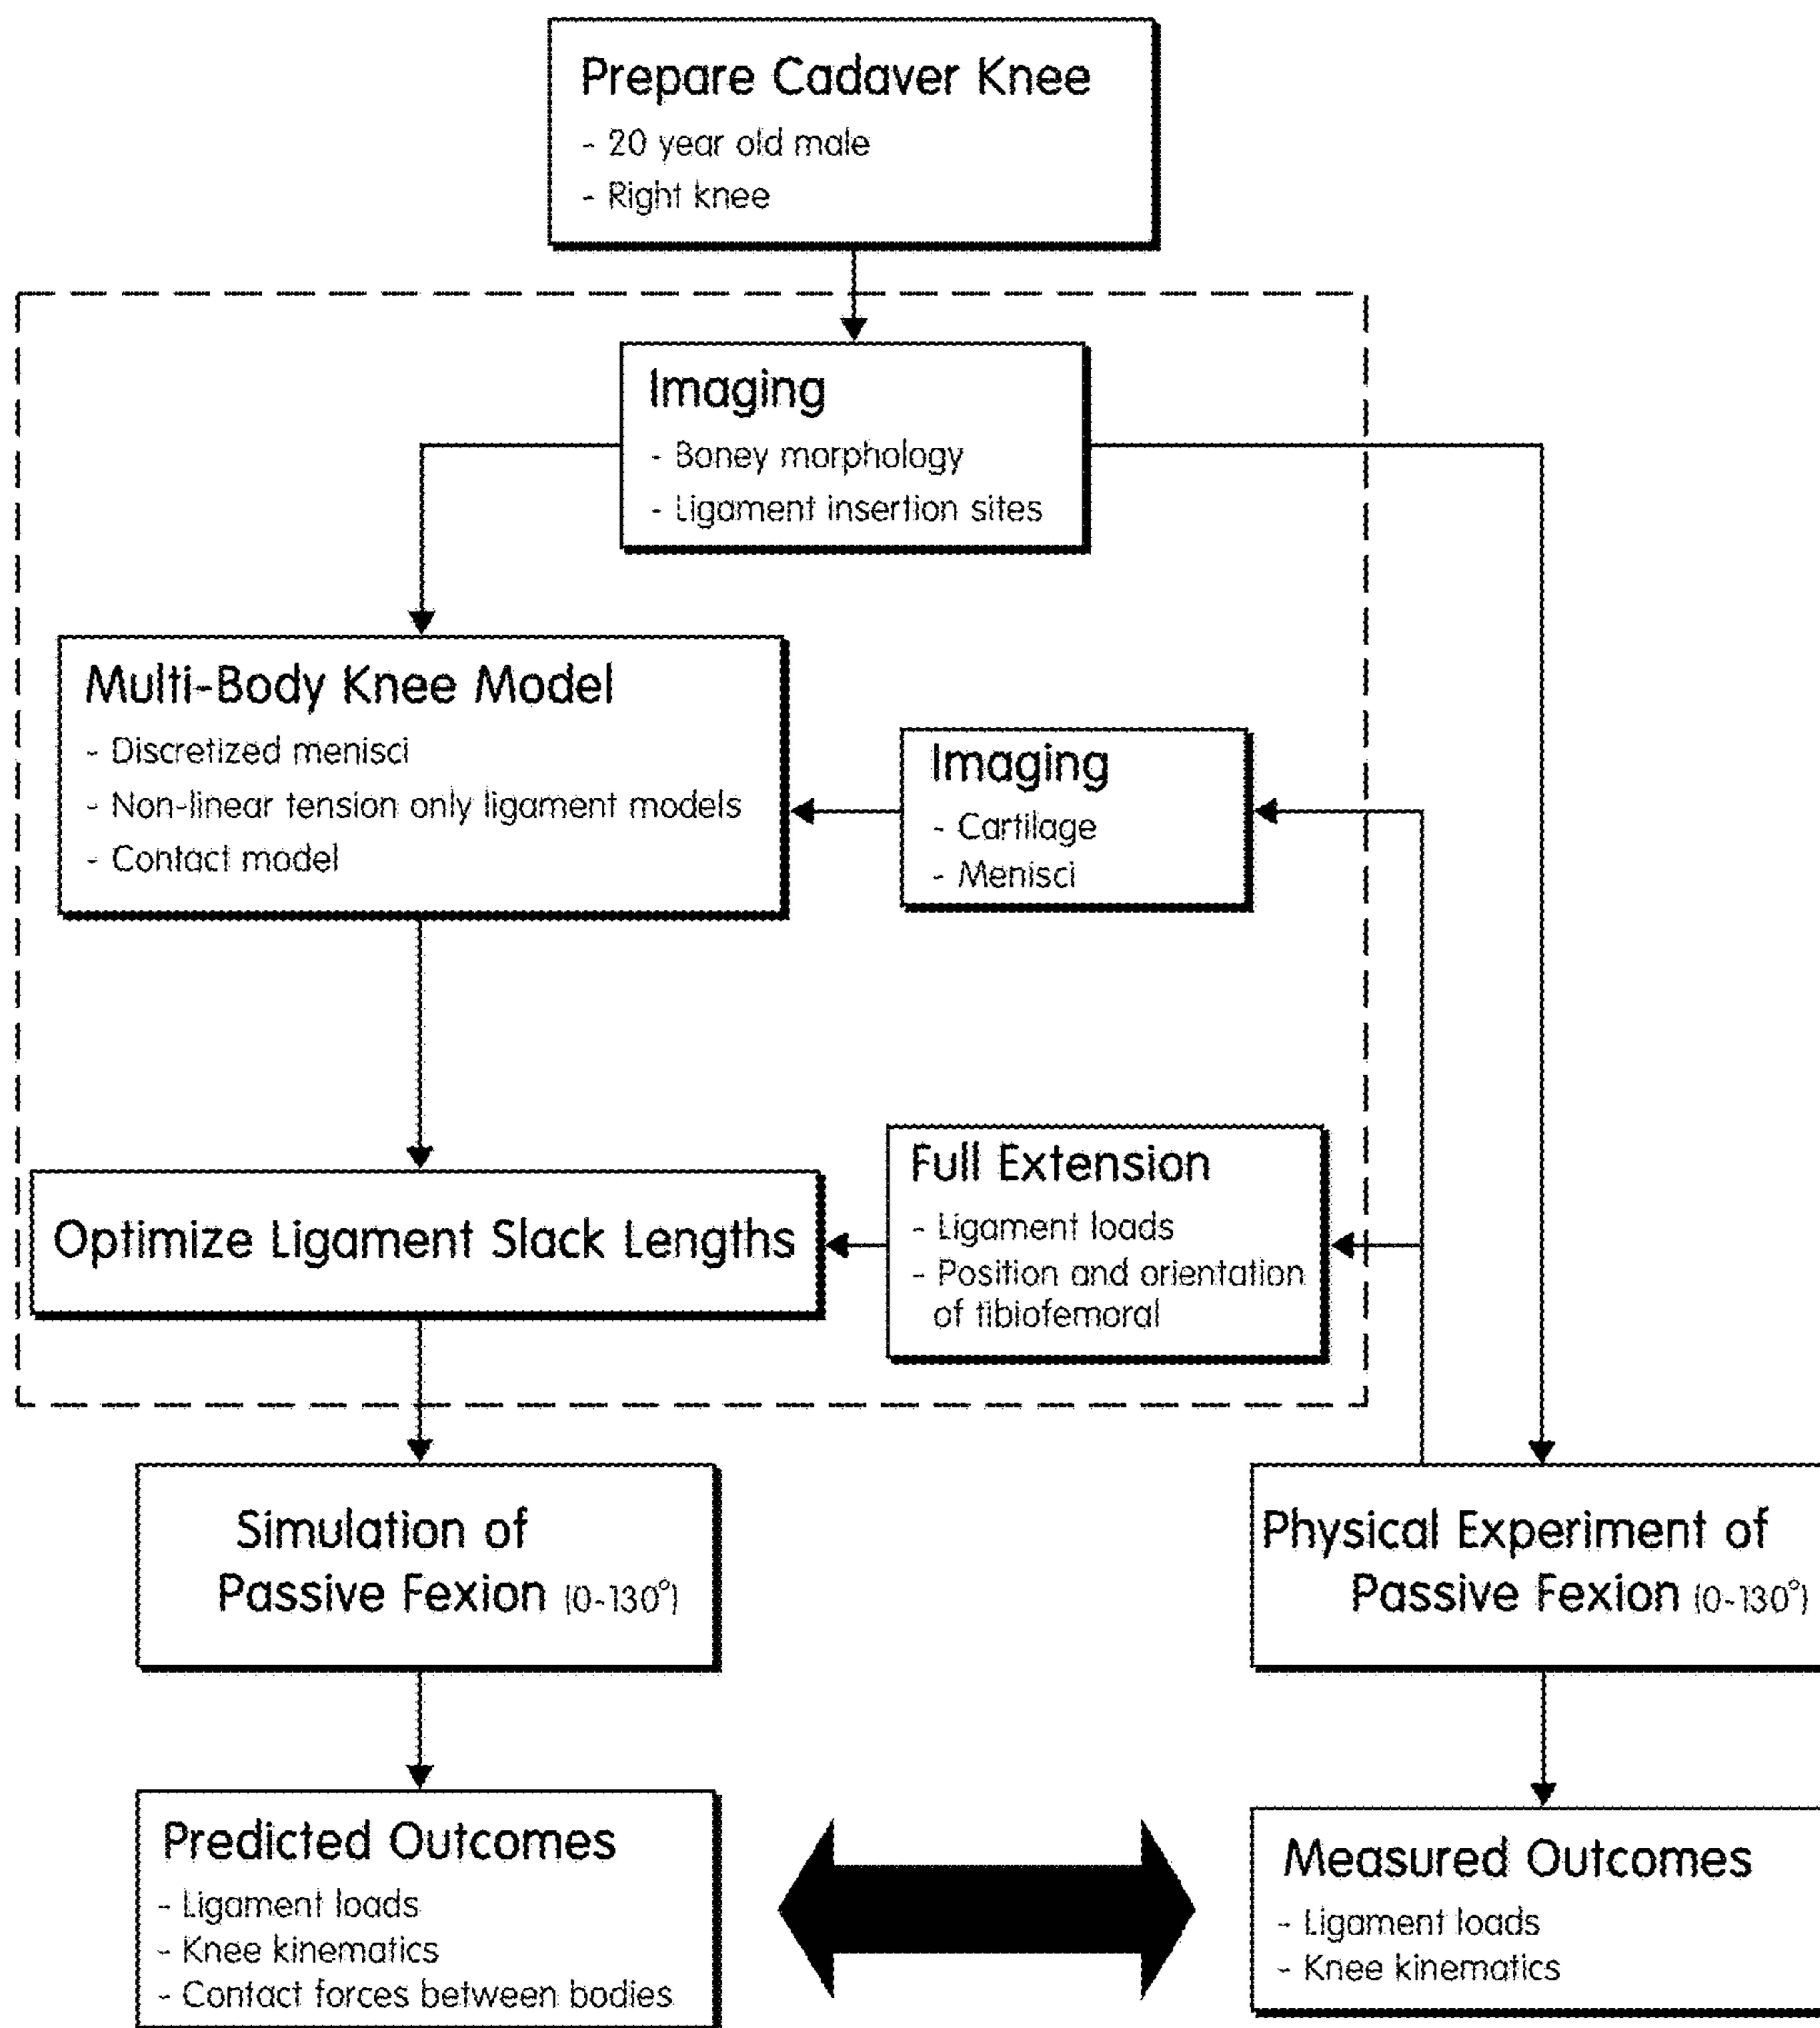 Prepare Cadaver Knee
- 20 year old male
- Right knee
Imaging
- Boney morphology
- Ligament insertion sites
Multi-Body Knee Model
- Discretized menisci
- Non-linear tension only ligament models
- Contact model
Imaging
- Cartilage
- Menisci
Full Extension
- Ligament loads
- Position and orientation
of tibiofemoral
Optimize Ligament Slack Lengths
Simulation of
Passive Fexion (0-130°)
Physical Experiment of
Passive Fexion (0-130°)
Predicted Outcomes
- Ligament loads
- Knee kinematics
- Contact forces between bodies
Measured Outcomes
- Ligament loads
- Knee kinematics